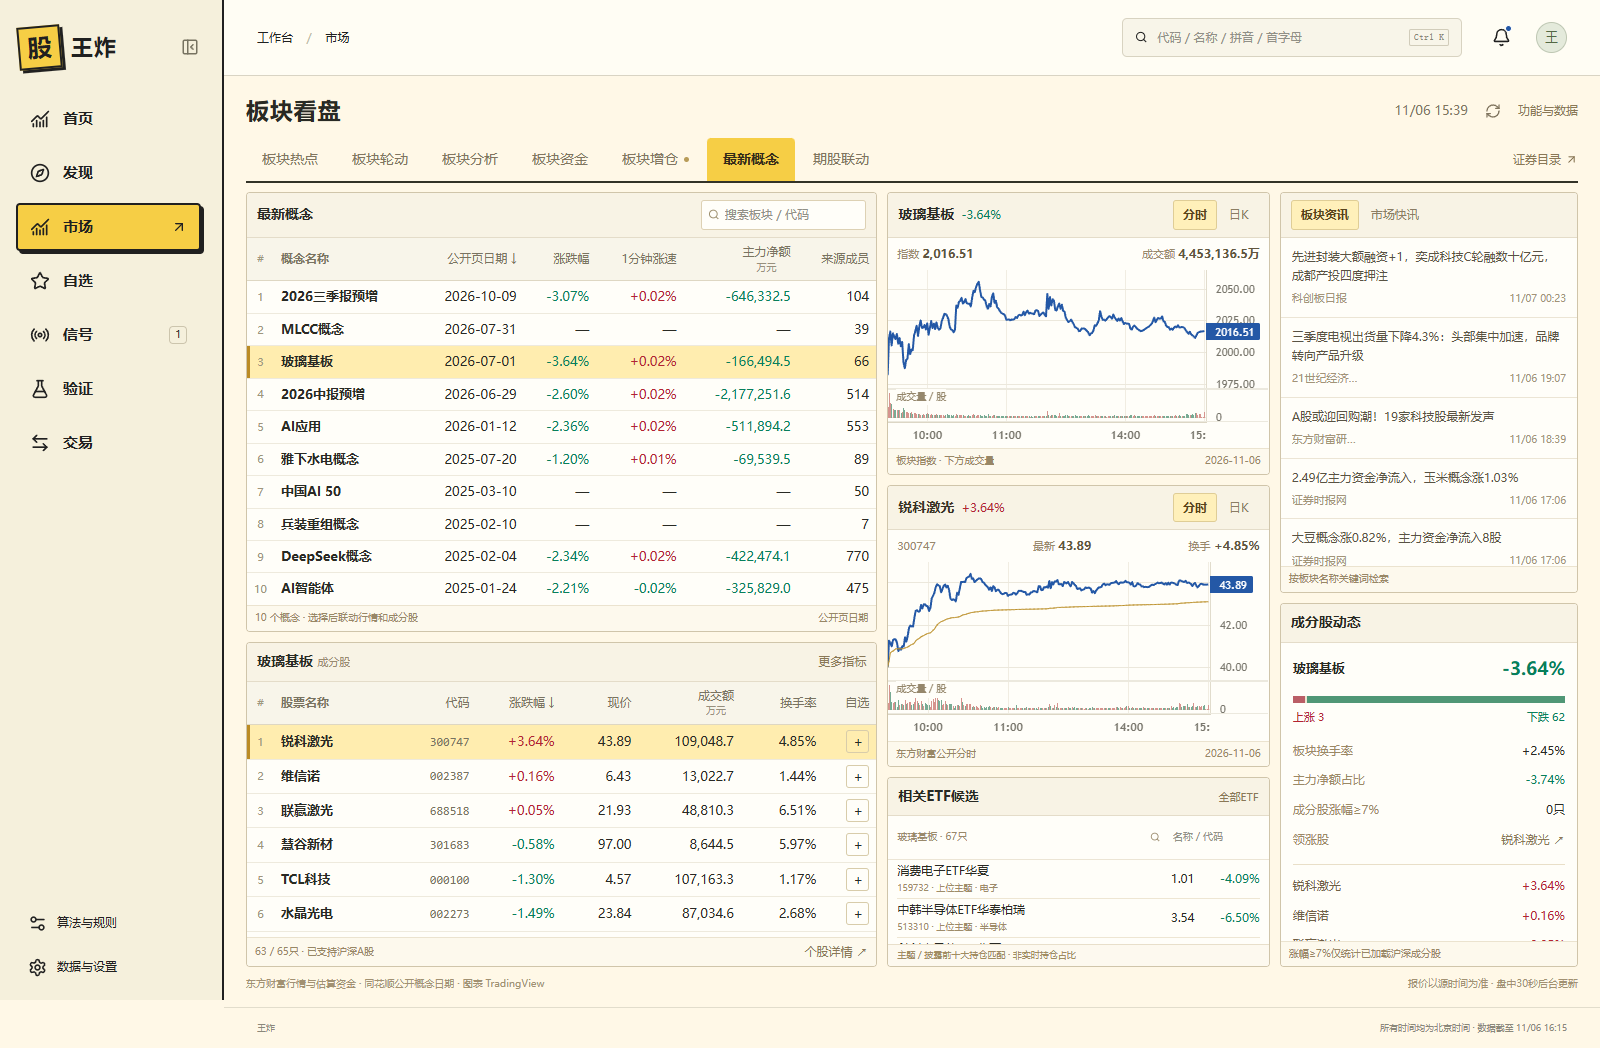 股 王炸
首页
发现
市场
自选
信号 1
验证
交易
算法与规则
数据与设置
工作台 / 市场
代码 / 名称 / 拼音 / 首字母 Ctrl K
王
板块看盘
11/06 15:39 功能与数据
板块热点 板块轮动 板块分析 板块资金 板块增仓 最新概念 期股联动
证券目录
最新概念
搜索板块 / 代码
# 概念名称 公开页日期↓ 涨跌幅 1分钟涨速 主力净额 万元 来源成员
1 2026三季报预增 2026-10-09 -3.07% +0.02% -646,332.5 104
2 MLCC概念 2026-07-31 — — — 39
3 玻璃基板 2026-07-01 -3.64% +0.02% -166,494.5 66
4 2026中报预增 2026-06-29 -2.60% +0.02% -2,177,251.6 514
5 AI应用 2026-01-12 -2.36% +0.02% -511,894.2 553
6 雅下水电概念 2025-07-20 -1.20% +0.01% -69,539.5 89
7 中国AI 50 2025-03-10 — — — 50
8 兵装重组概念 2025-02-10 — — — 7
9 DeepSeek概念 2025-02-04 -2.34% +0.02% -422,474.1 770
10 AI智能体 2025-01-24 -2.21% -0.02% -325,829.0 475
10 个概念 · 选择后联动行情和成分股 公开页日期
玻璃基板 成分股 更多指标
# 股票名称 代码 涨跌幅↓ 现价 成交额 万元 换手率 自选
1 锐科激光 300747 +3.64% 43.89 109,048.7 4.85% +
2 维信诺 002387 +0.16% 6.43 13,022.7 1.44% +
3 联赢激光 688518 +0.05% 21.93 48,810.3 6.51% +
4 慧谷新材 301683 -0.58% 97.00 8,644.5 5.97% +
5 TCL科技 000100 -1.30% 4.57 107,163.3 1.17% +
6 水晶光电 002273 -1.49% 23.84 87,034.6 2.68% +
63 / 65只 · 已支持沪深A股 个股详情 ↗
玻璃基板 -3.64% 分时 日K
指数 2,016.51 成交额 4,453,136.5万
2050.00
2025.00
2016.51
2000.00
1975.00
成交量 / 股
0
10:00 11:00 14:00 15:
板块指数 · 下方成交量 2026-11-06
锐科激光 +3.64% 分时 日K
300747 最新 43.89 换手 +4.85%
43.89
42.00
40.00
成交量 / 股
0
10:00 11:00 14:00 15:
东方财富公开分时 2026-11-06
相关ETF候选 全部ETF
玻璃基板 · 67只 名称 / 代码
消费电子ETF华夏
159732 · 上位主题 · 电子 1.01 -4.09%
中韩半导体ETF华泰柏瑞
513310 · 上位主题 · 半导体 3.54 -6.50%
主题 / 披露前十大持仓匹配 · 非实时持仓占比
板块资讯 市场快讯
先进封装大额融资+1，奕成科技C轮融数十亿元，
成都产投四度押注
科创板日报 11/07 00:23
三季度电视出货量下降4.3%：头部集中加速，品牌
转向产品升级
21世纪经济... 11/06 19:07
A股或迎回购潮！19家科技股最新发声
东方财富研... 11/06 18:39
2.49亿主力资金净流入，玉米概念涨1.03%
证券时报网 11/06 17:06
大豆概念涨0.82%，主力资金净流入8股
证券时报网 11/06 17:06
按板块名称关键词检索
成分股动态
玻璃基板 -3.64%
上涨 3 下跌 62
板块换手率 +2.45%
主力净额占比 -3.74%
成分股涨幅≥7% 0只
领涨股 锐科激光 ↗
锐科激光 +3.64%
维信诺 +0.16%
涨幅≥7%仅统计已加载沪深成分股
东方财富行情与估算资金 · 同花顺公开概念日期 · 图表 TradingView 报价以源时间为准 · 盘中30秒后台更新
王炸 所有时间均为北京时间 · 数据截至 11/06 16:15